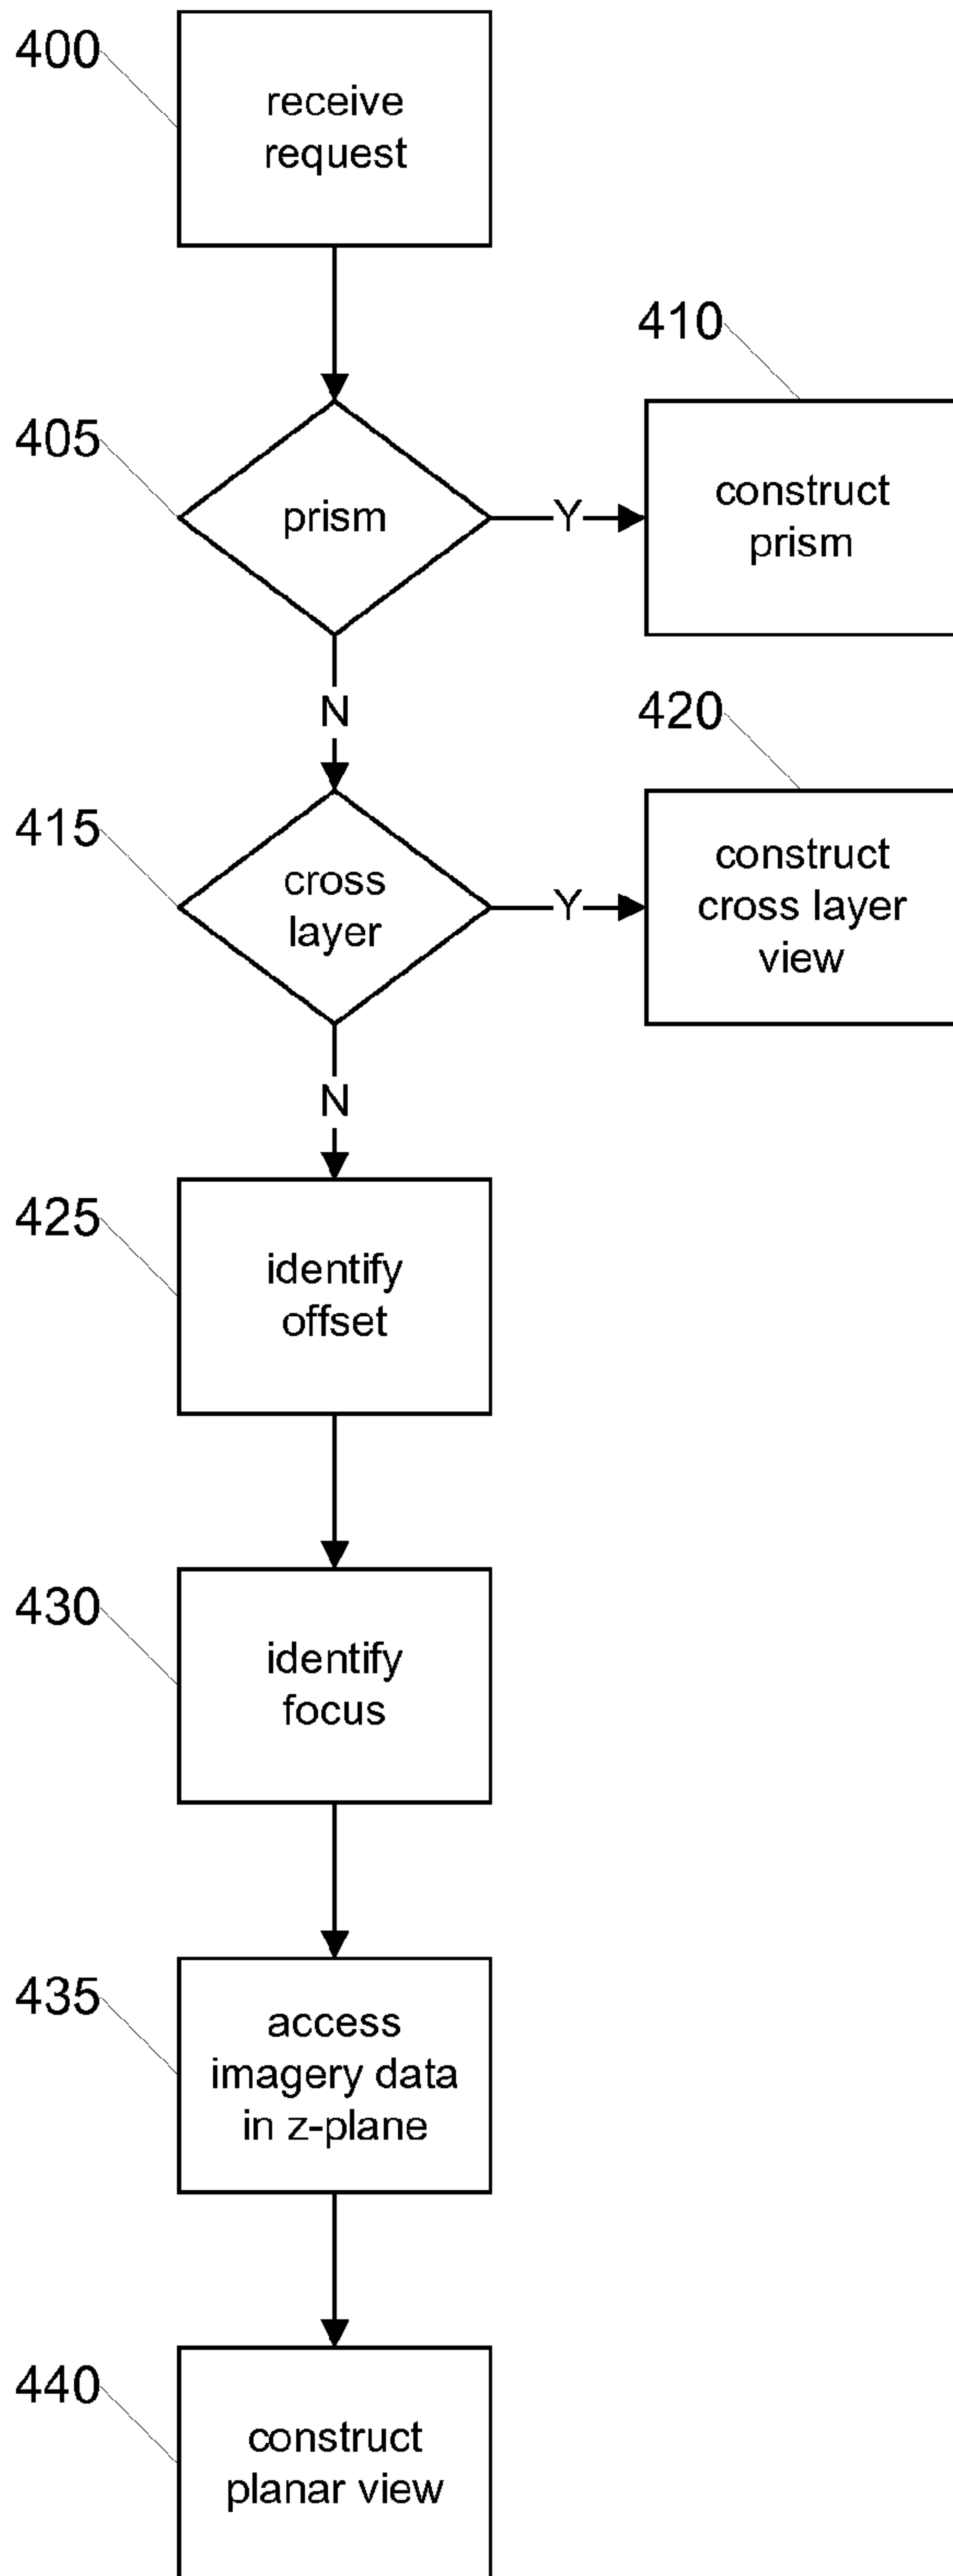 400
receive
request
410
405
prism
Y
construct
prism
N
420
415
cross
layer
Y
construct
cross layer
view
N
425
identify
offset
430
identify
focus
435
access
imagery data
in z-plane
440
construct
planar view